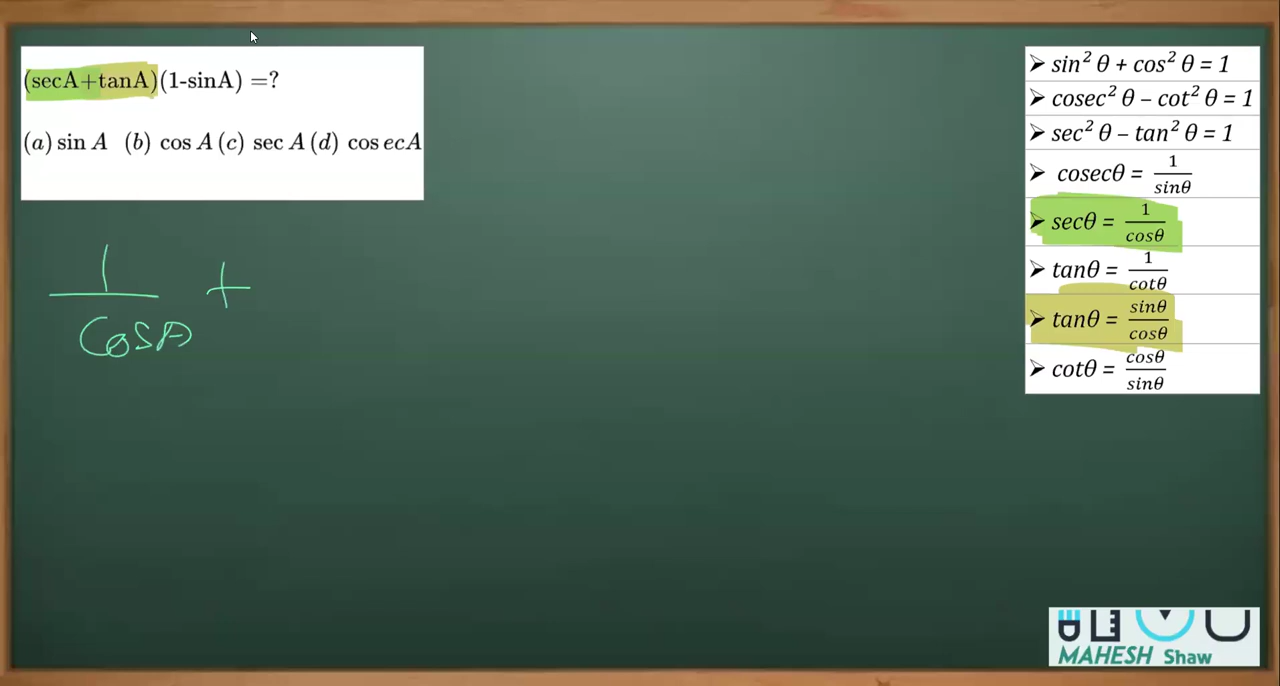 (secA+tanA)(1-sinA) =?
(a) sin A (b) cos A (c) sec A (d) cos ecA
1/cosA +
➤ sin² θ + cos² θ = 1
➤ cosec² θ – cot² θ = 1
➤ sec² θ – tan² θ = 1
➤ cosecθ = 1/sinθ
➤ secθ = 1/cosθ
➤ tanθ = 1/cotθ
➤ tanθ = sinθ/cosθ
➤ cotθ = cosθ/sinθ
MAHESH Shaw